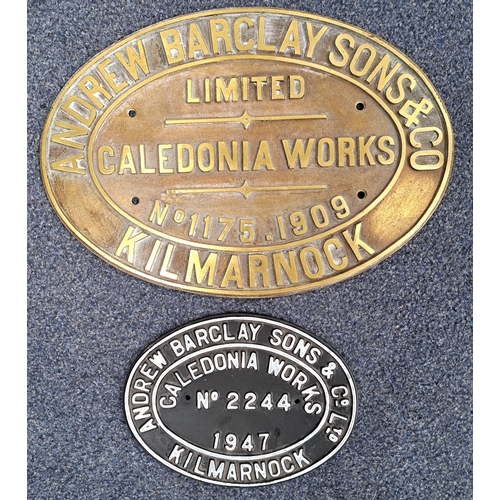 ANDREW BARCLAY SONS & CO
LIMITED
CALEDONIA WORKS
No 1175.1909
KILMARNOCK
ANDREW BARCLAY SONS & Co LTD
CALEDONIA WORKS
No 2244
1947
KILMARNOCK